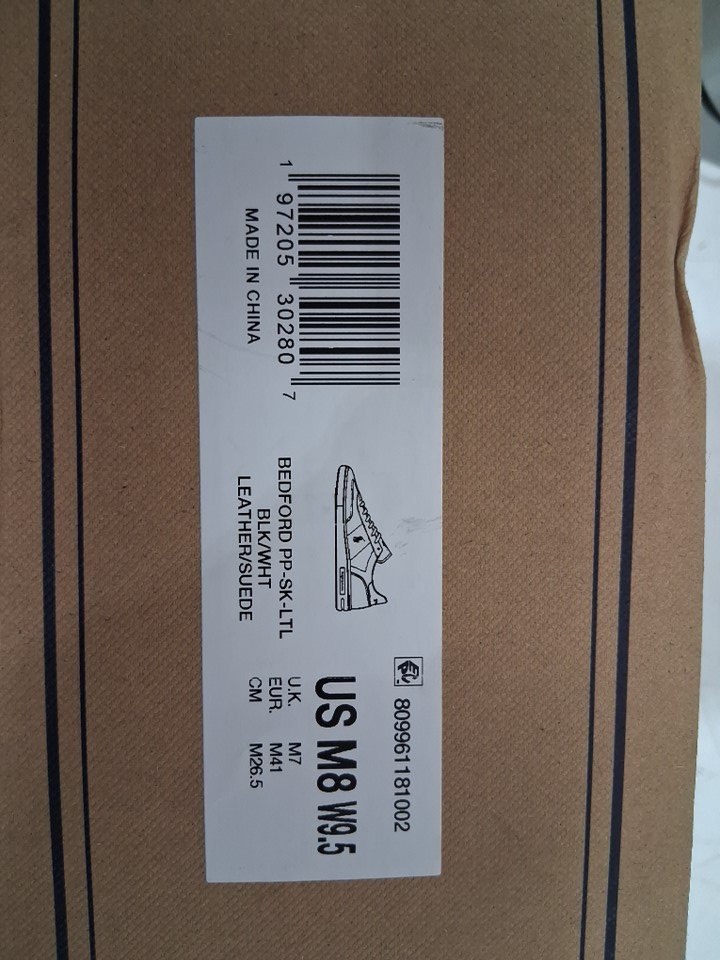 1 97205 30280 7
MADE IN CHINA
BEDFORD PP-SK-LTL
BLK/WHT
LEATHER/SUEDE
809961181002
US M8 W9.5
U.K. M7
EUR. M41
CM M26.5